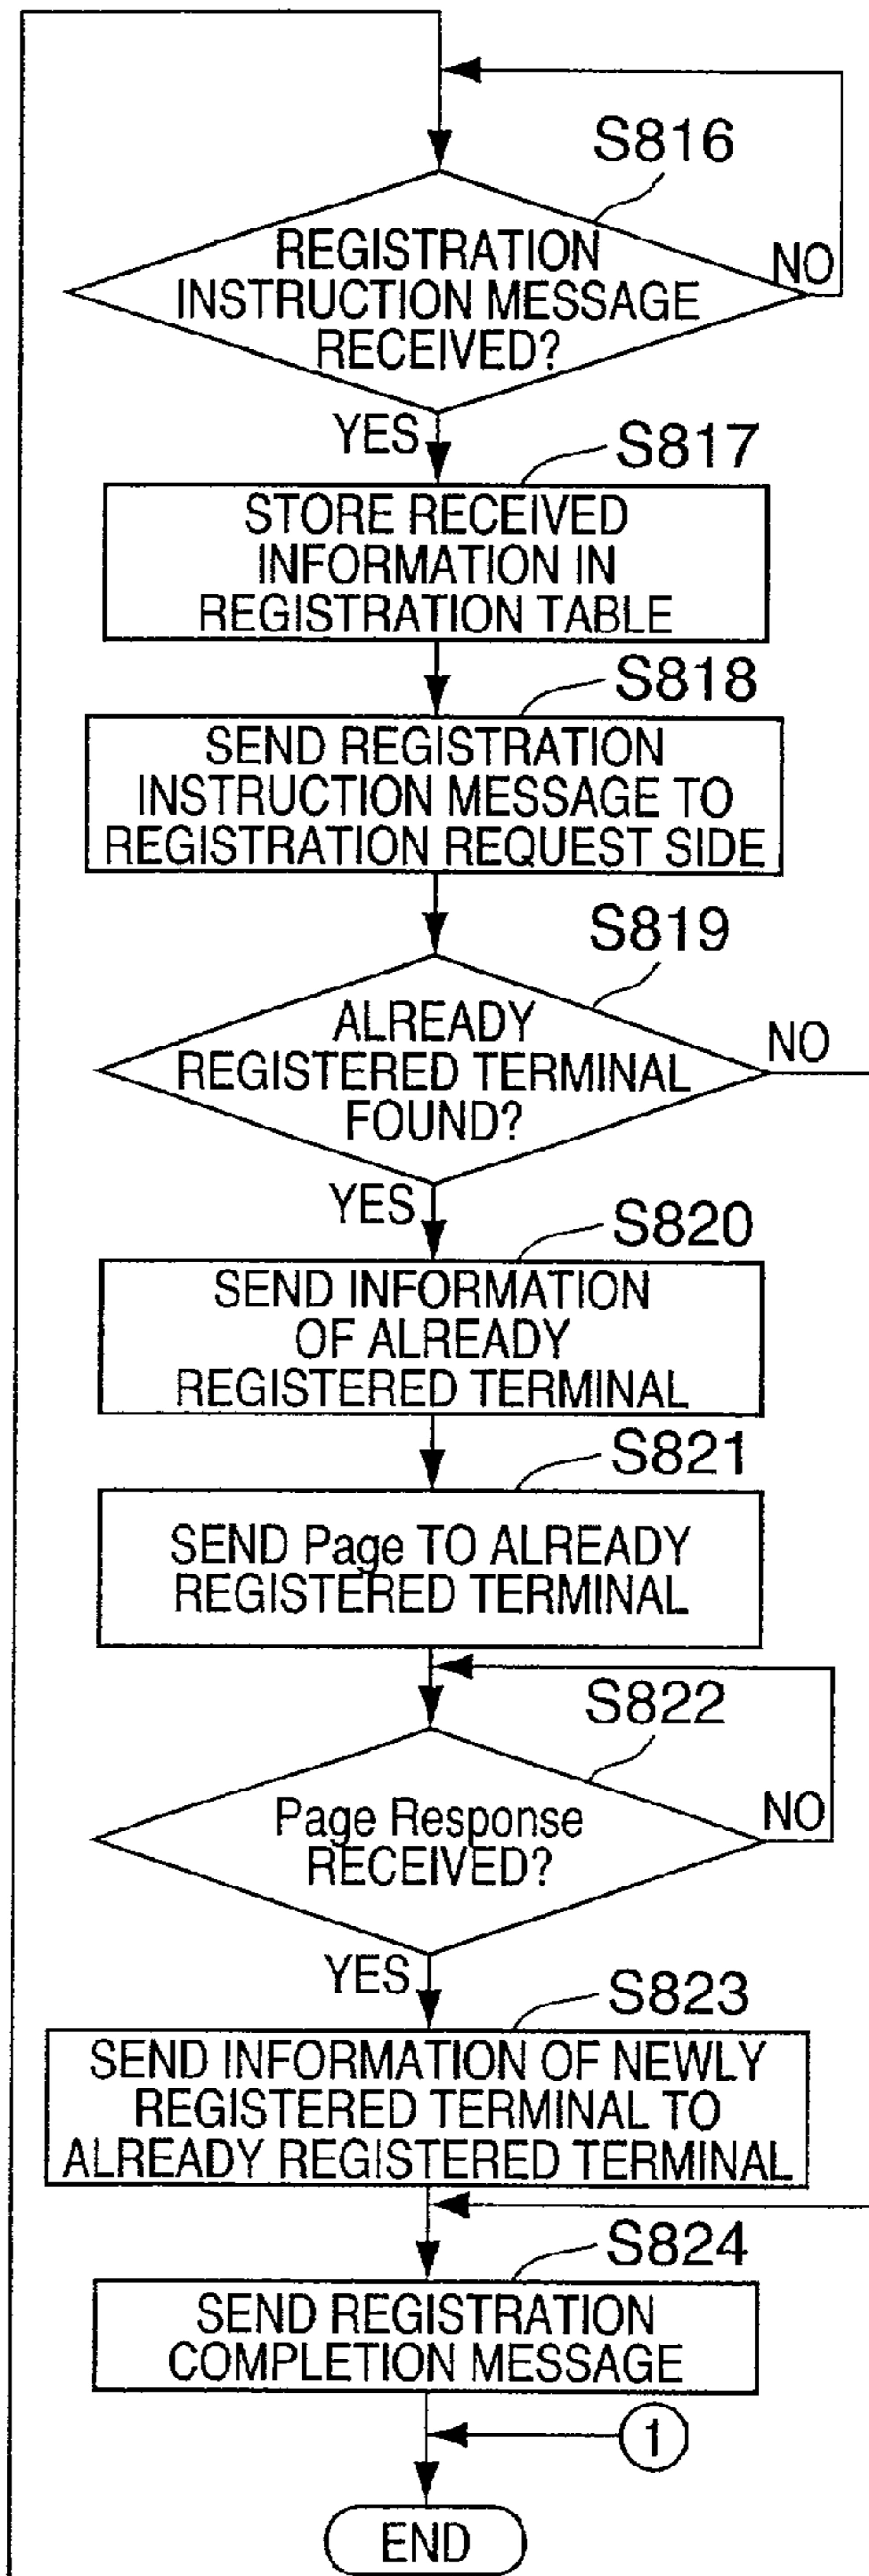 S816
REGISTRATION
INSTRUCTION MESSAGE
RECEIVED?
NO
YES
S817
STORE RECEIVED
INFORMATION IN
REGISTRATION TABLE
S818
SEND REGISTRATION
INSTRUCTION MESSAGE TO
REGISTRATION REQUEST SIDE
S819
ALREADY
REGISTERED TERMINAL
FOUND?
NO
YES
S820
SEND INFORMATION
OF ALREADY
REGISTERED TERMINAL
S821
SEND Page TO ALREADY
REGISTERED TERMINAL
S822
Page Response
RECEIVED?
NO
YES
S823
SEND INFORMATION OF NEWLY
REGISTERED TERMINAL TO
ALREADY REGISTERED TERMINAL
S824
SEND REGISTRATION
COMPLETION MESSAGE
1
END